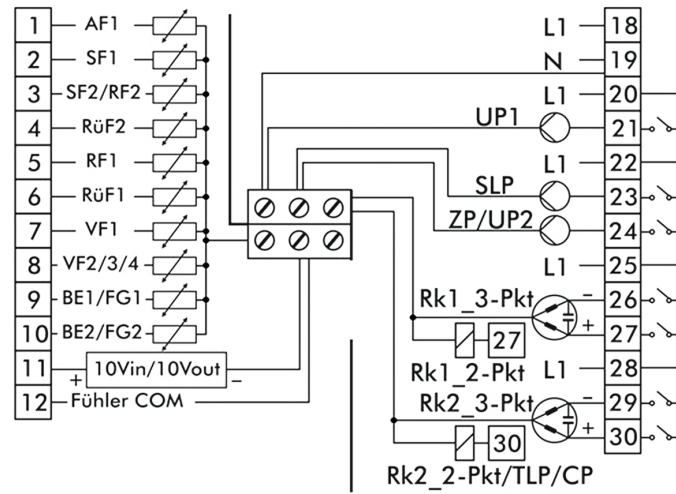 1 AF1
2 SF1
3 SF2/RF2
4 RüF2
5 RF1
6 RüF1
7 VF1
8 VF2/3/4
9 BE1/FG1
10 BE2/FG2
11 + 10Vin/10Vout −
12 Fühler COM
L1 18
N 19
L1 20
UP1 21
L1 22
SLP 23
ZP/UP2 24
L1 25
Rk1_3-Pkt − 26
27 + 27
Rk1_2-Pkt L1 28
Rk2_3-Pkt − 29
30 + 30
Rk2_2-Pkt/TLP/CP